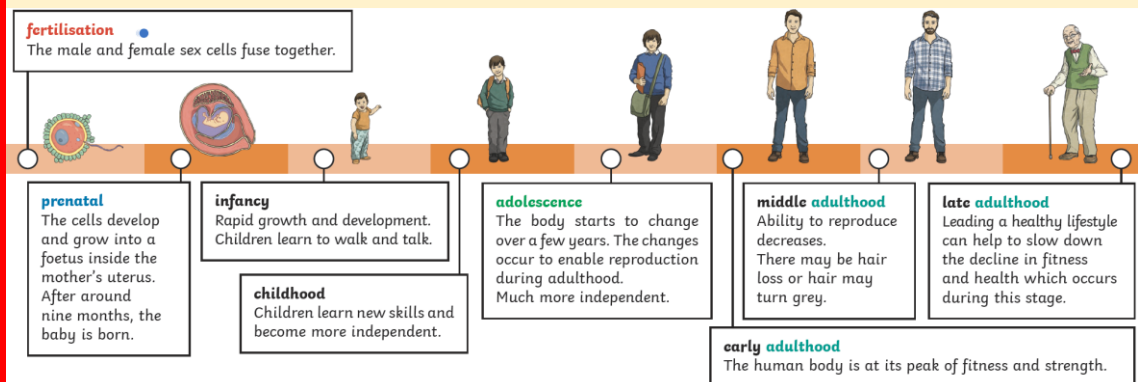 fertilisation
The male and female sex cells fuse together.
prenatal
The cells develop
and grow into a
foetus inside the
mother's uterus.
After around
nine months, the
baby is born.
infancy
Rapid growth and development.
Children learn to walk and talk.
childhood
Children learn new skills and
become more independent.
adolescence
The body starts to change
over a few years. The changes
occur to enable reproduction
during adulthood.
Much more independent.
early adulthood
The human body is at its peak of fitness and strength.
middle adulthood
Ability to reproduce
decreases.
There may be hair
loss or hair may
turn grey.
late adulthood
Leading a healthy lifestyle
can help to slow down
the decline in fitness
and health which occurs
during this stage.